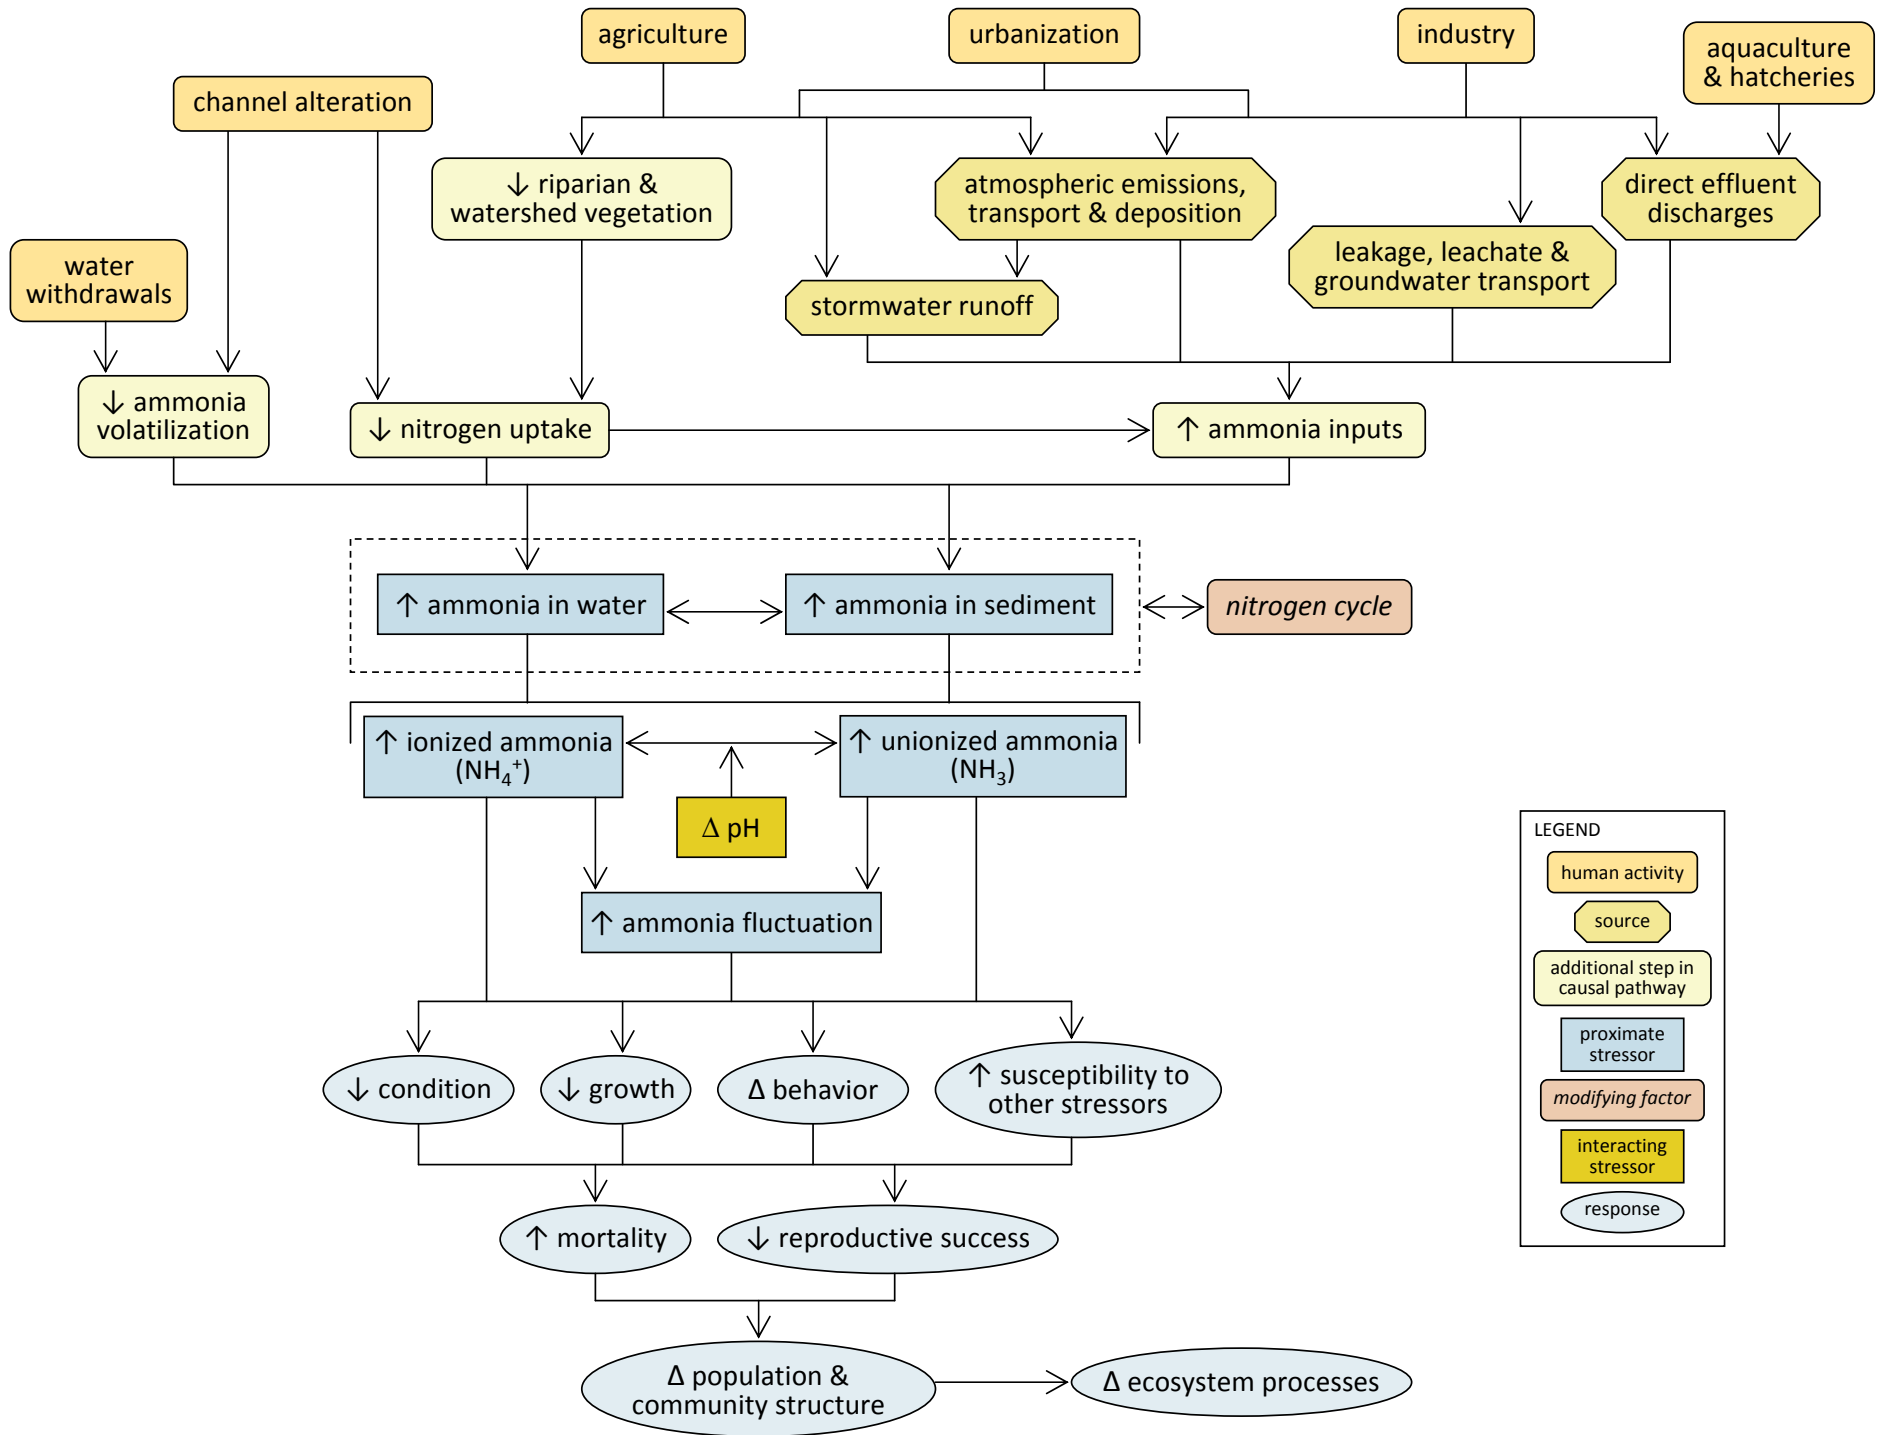 agriculture
urbanization
industry
aquaculture
& hatcheries
channel alteration
↓ riparian &
watershed vegetation
atmospheric emissions,
transport & deposition
direct effluent
discharges
water
withdrawals
leakage, leachate &
groundwater transport
stormwater runoff
↓ ammonia
volatilization
↓ nitrogen uptake
↑ ammonia inputs
↑ ammonia in water
↑ ammonia in sediment
nitrogen cycle
↑ ionized ammonia
(NH₄⁺)
↑ unionized ammonia
(NH₃)
Δ pH
↑ ammonia fluctuation
↓ condition
↓ growth
Δ behavior
↑ susceptibility to
other stressors
↑ mortality
↓ reproductive success
Δ population &
community structure
Δ ecosystem processes
LEGEND
human activity
source
additional step in
causal pathway
proximate
stressor
modifying factor
interacting
stressor
response